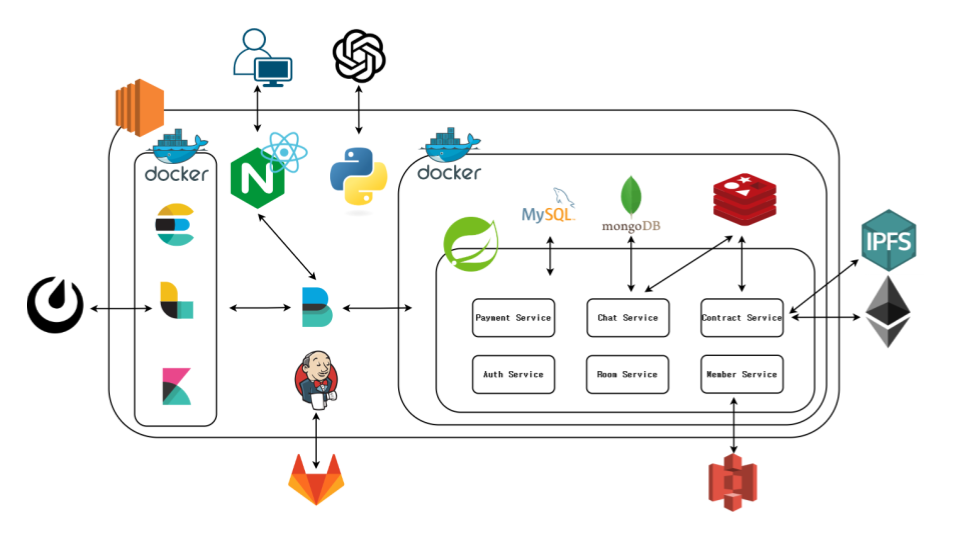 docker
docker
MySQL
mongoDB
IPFS
Payment Service
Chat Service
Contract Service
Auth Service
Room Service
Member Service